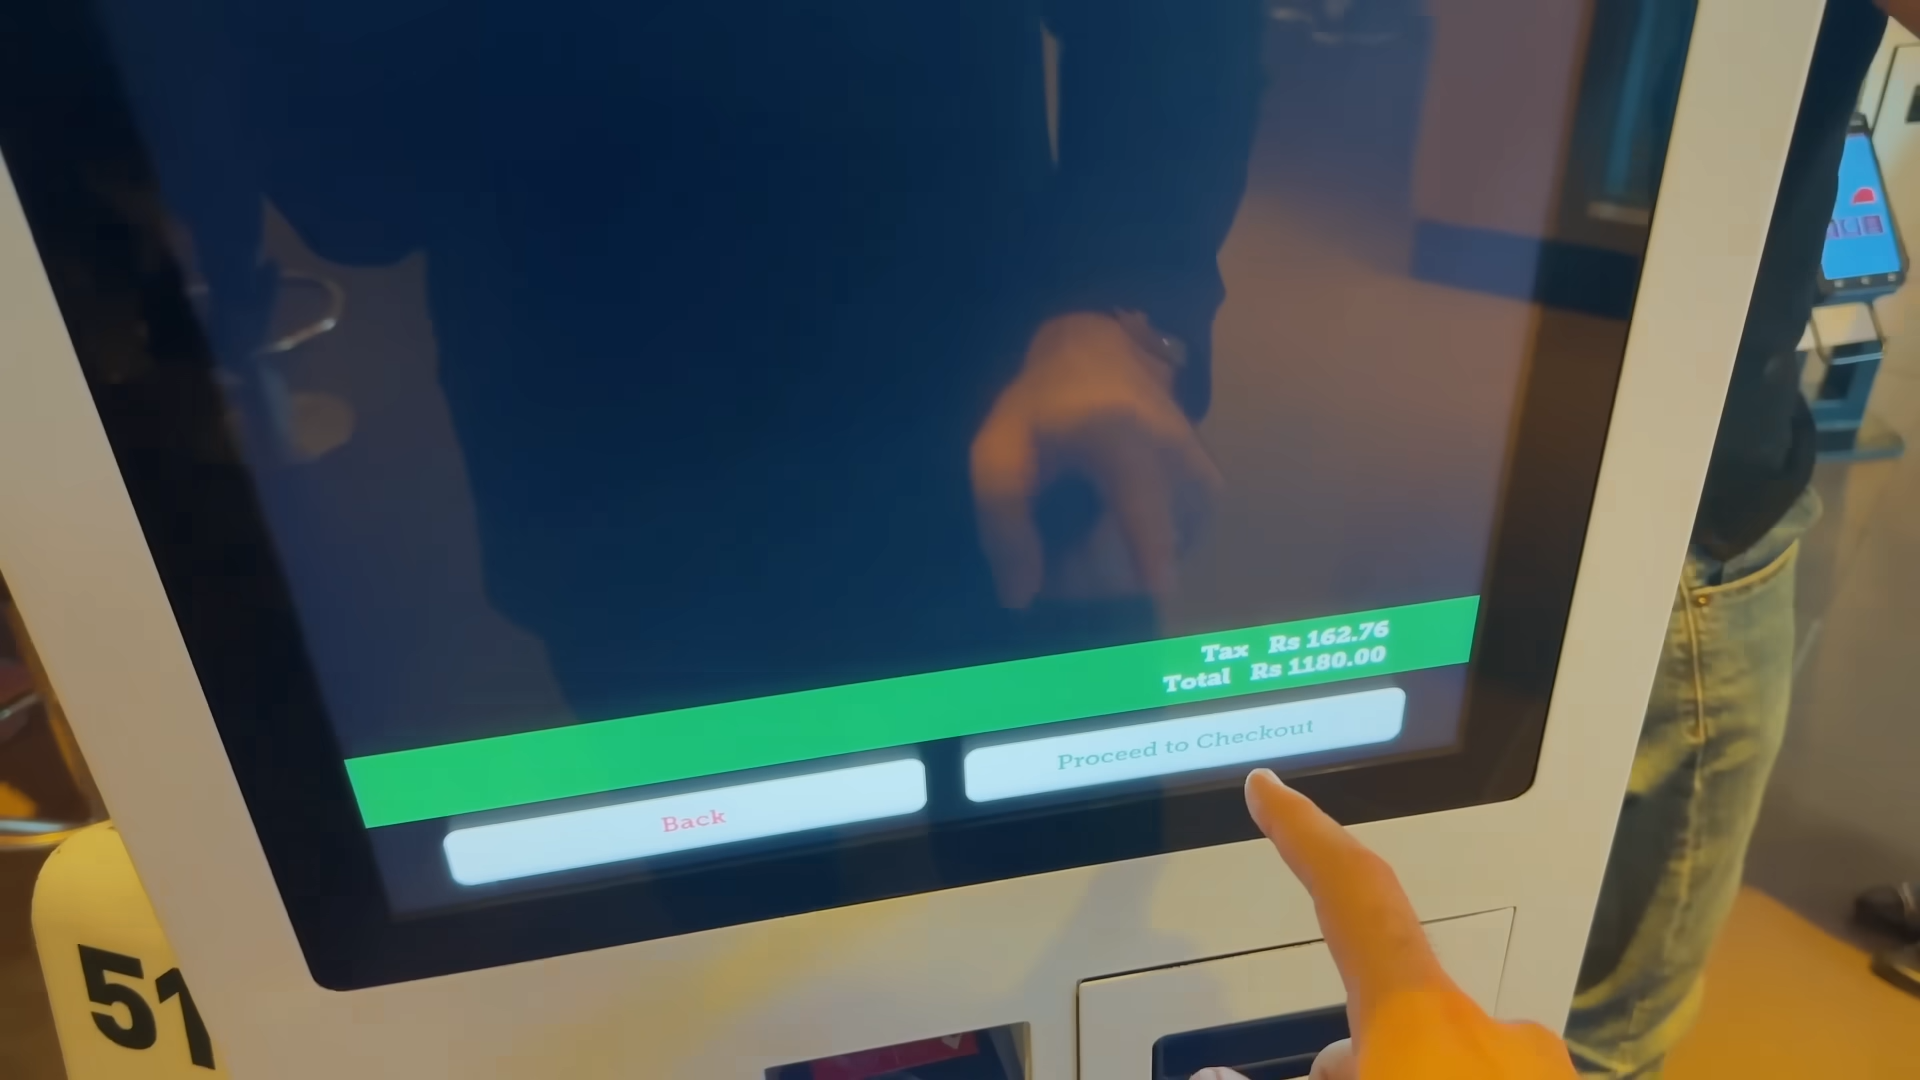 Tax Rs 162.76
Total Rs 1180.00
Proceed to Checkout
Back
51